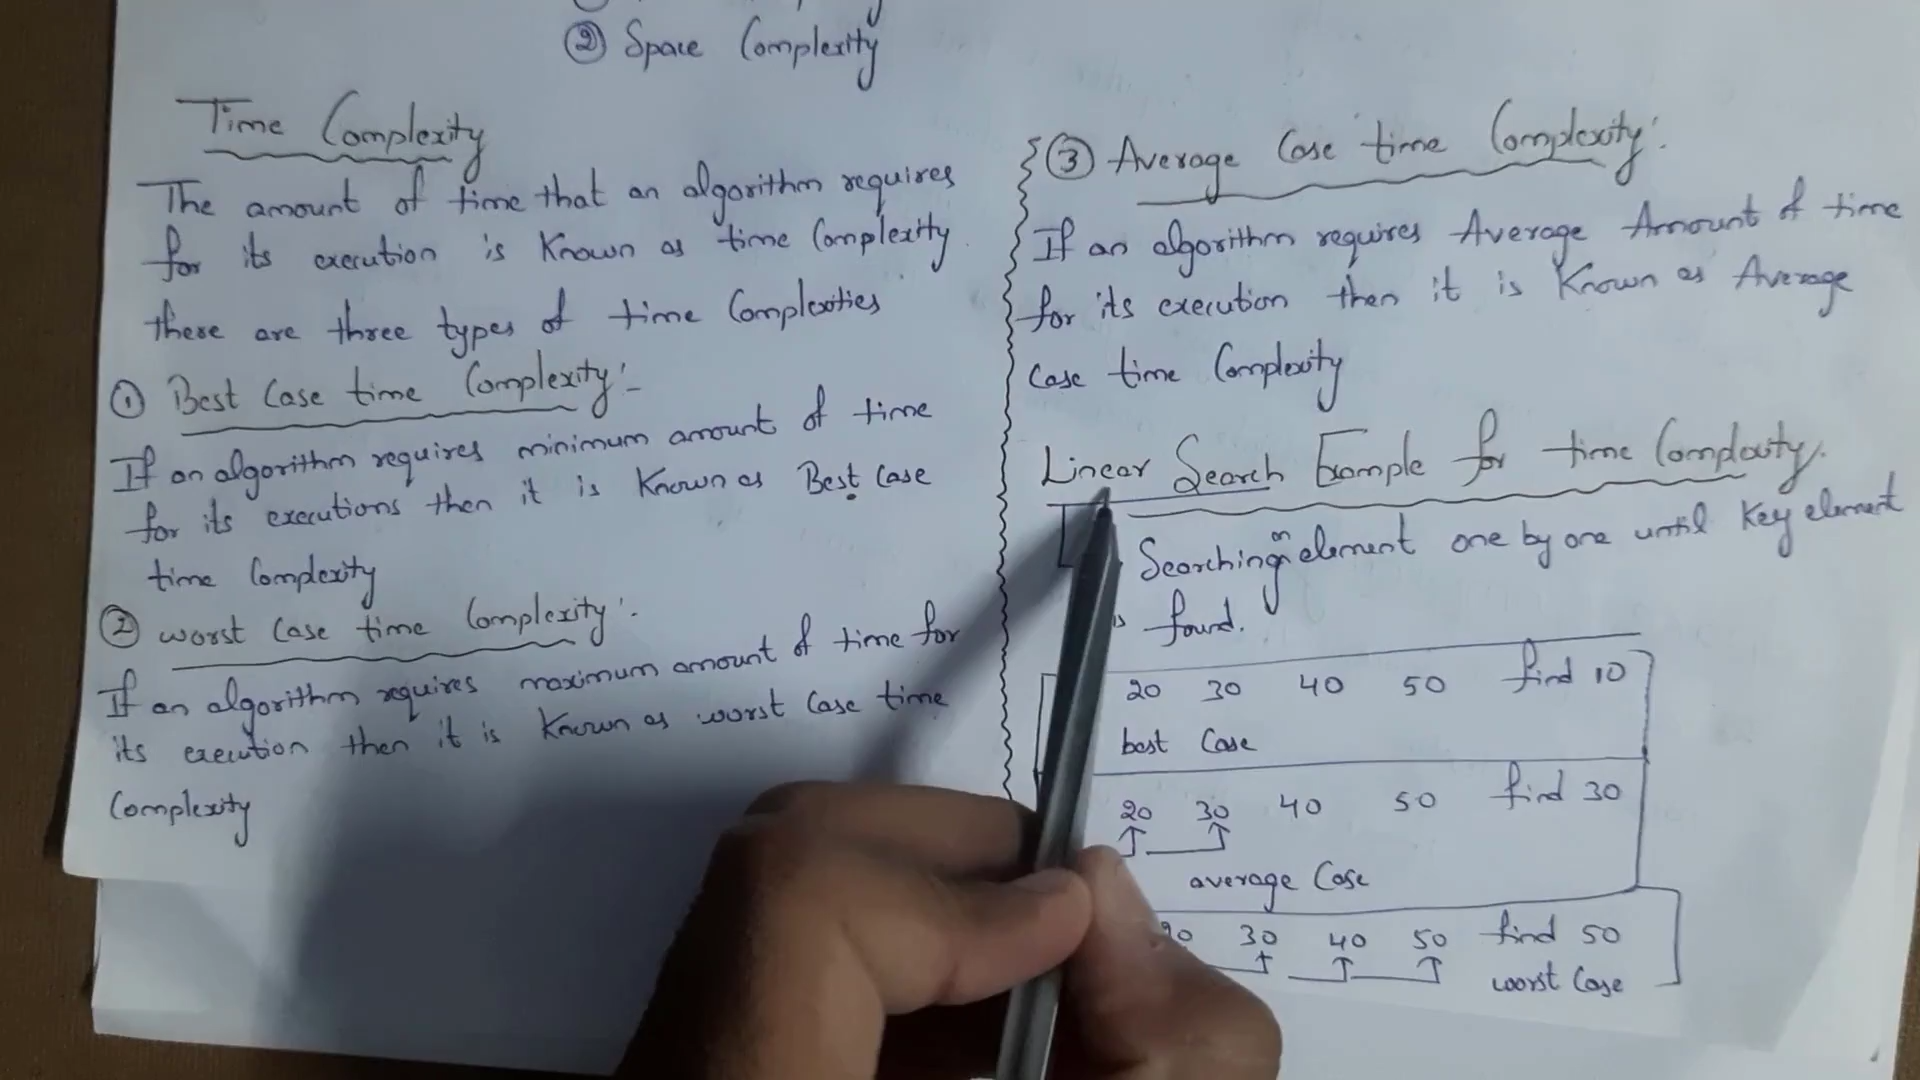 ② Space Complexity
Time Complexity
The amount of time that an algorithm requires
for its execution is known as time Complexity
there are three types of time Complexities
① Best Case time Complexity:-
If an algorithm requires minimum amount of time
for its executions then it is known as Best Case
time Complexity
② worst Case time Complexity:-
If an algorithm requires maximum amount of time for
its execution then it is known as worst Case time
Complexity
③ Average Case time Complexity:
If an algorithm requires Average Amount of time
for its execution then it is known as Average
Case time Complexity
Linear Search Example for time Complexity.
Searching an element one by one until key element
is found.
20 30 40 50 find 10
best Case
20 30 40 50 find 30
average Case
20 30 40 50 find 50
worst Case